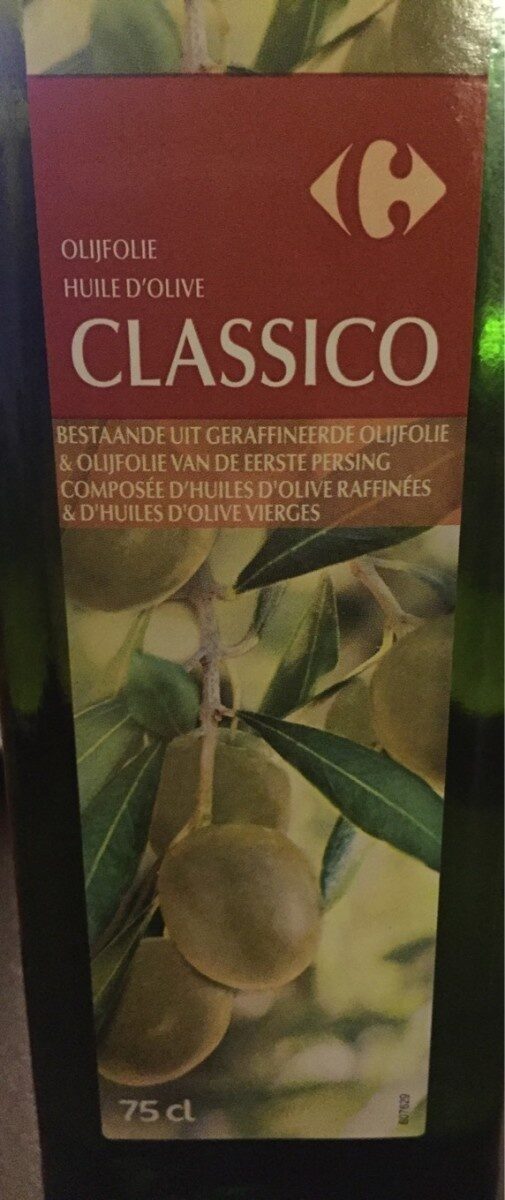 OLIJFOLIE
HUILE D'OLIVE
CLASSICO
BESTAANDE UIT GERAFFINEERDE OLIJFOLIE
& OLIJFOLIE VAN DE EERSTE PERSING
COMPOSÉE D'HUILES D'OLIVE RAFFINÉES
& D'HUILES D'OLIVE VIERGES
75 cl